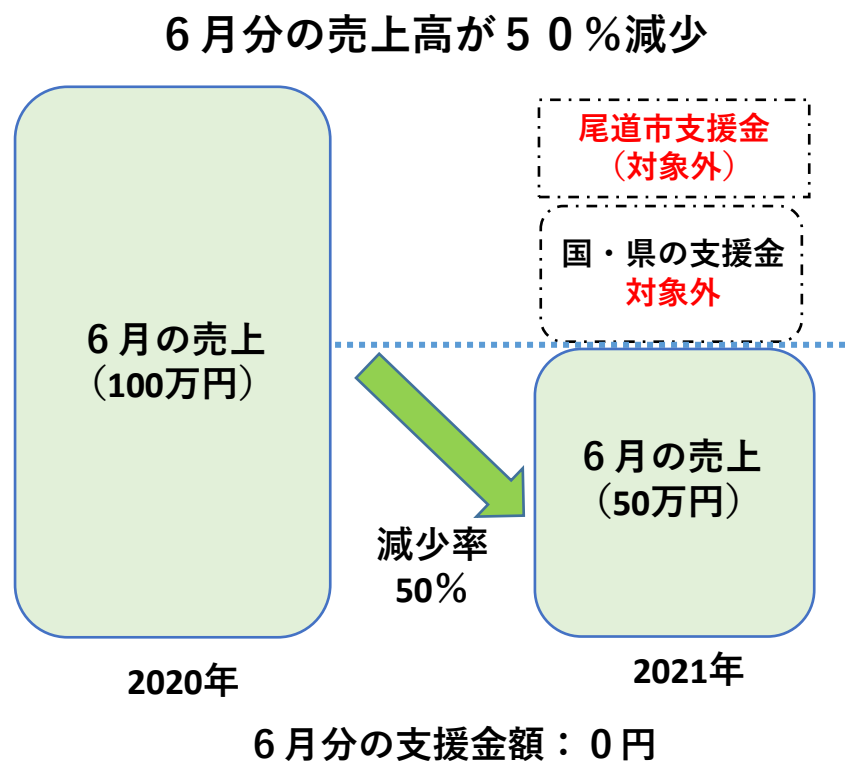 ６月分の売上高が５０％減少
尾道市支援金
（対象外）
国・県の支援金
対象外
６月の売上
（100万円）
６月の売上
（50万円）
減少率
50％
2020年
2021年
６月分の支援金額：０円